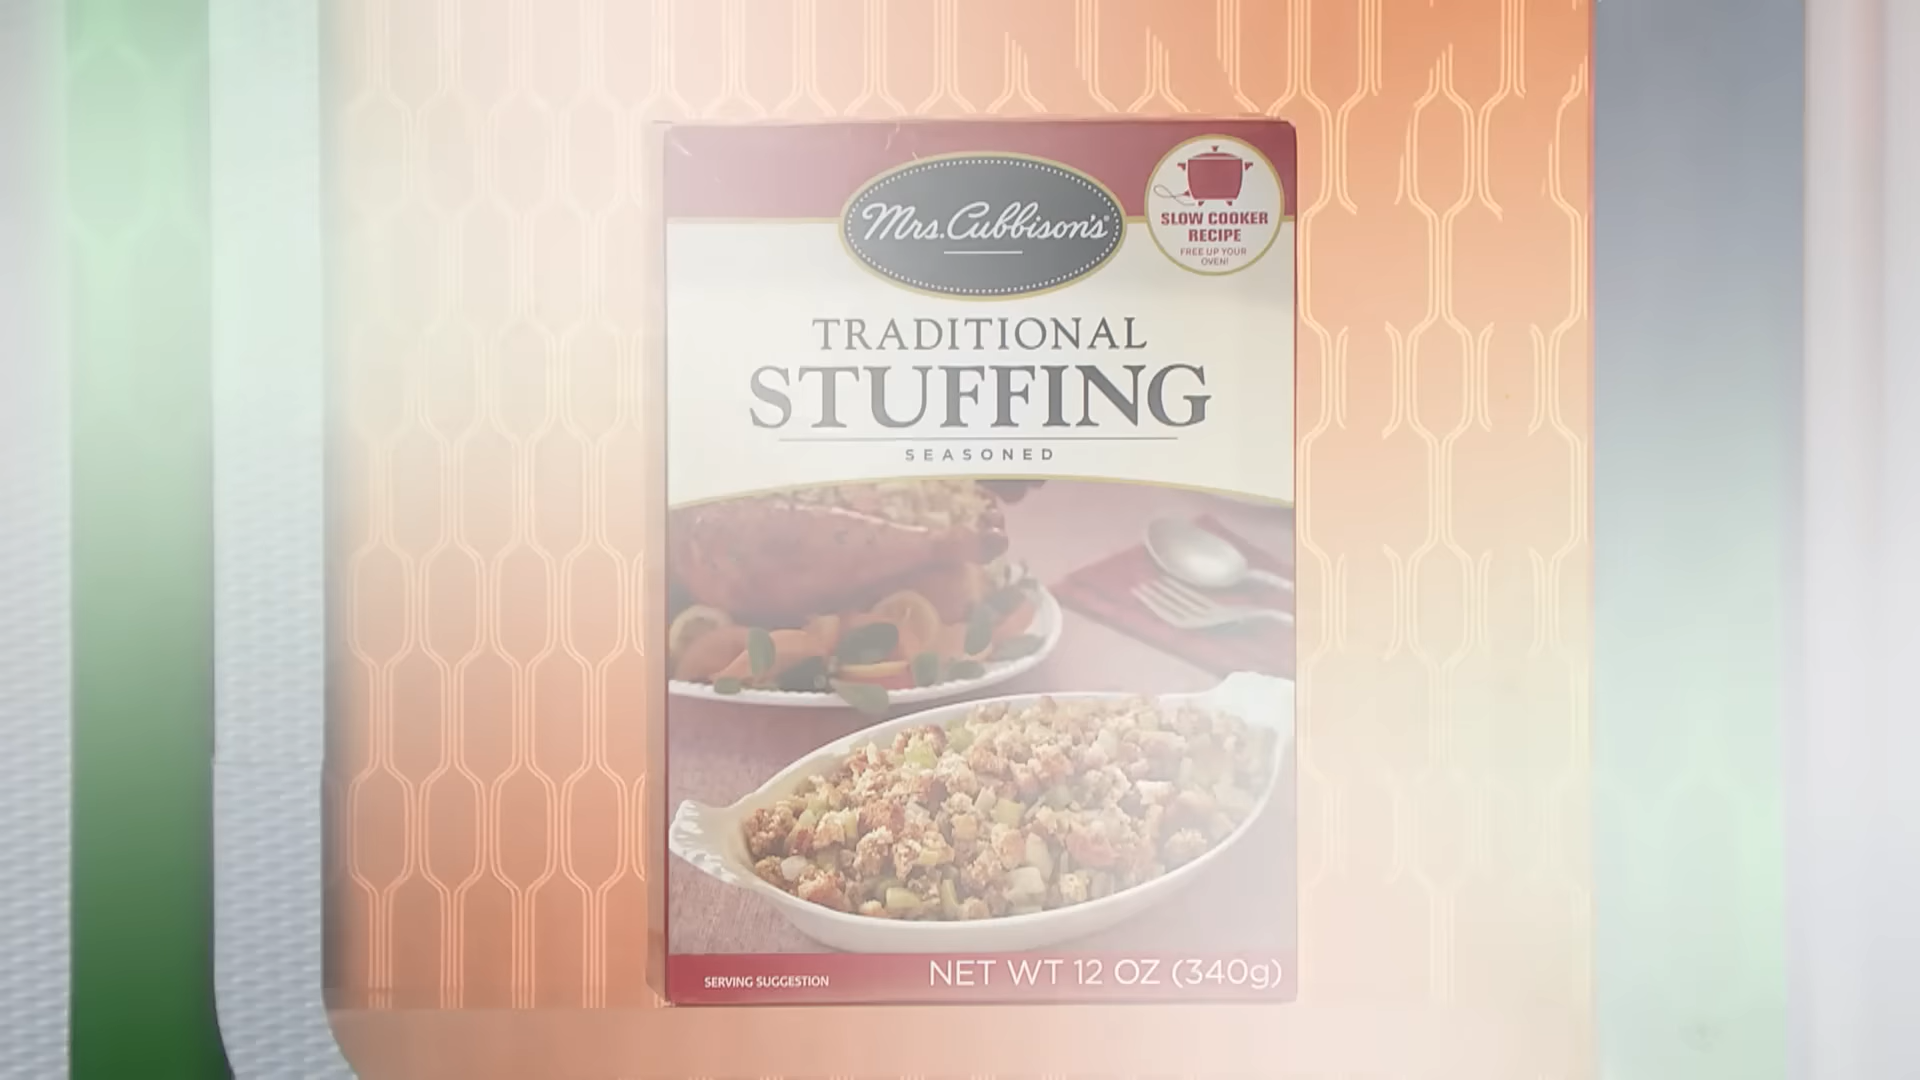 Mrs. Cubbison's®
SLOW COOKER
RECIPE
FREE UP YOUR
OVEN!
TRADITIONAL
STUFFING
SEASONED
SERVING SUGGESTION
NET WT 12 OZ (340g)